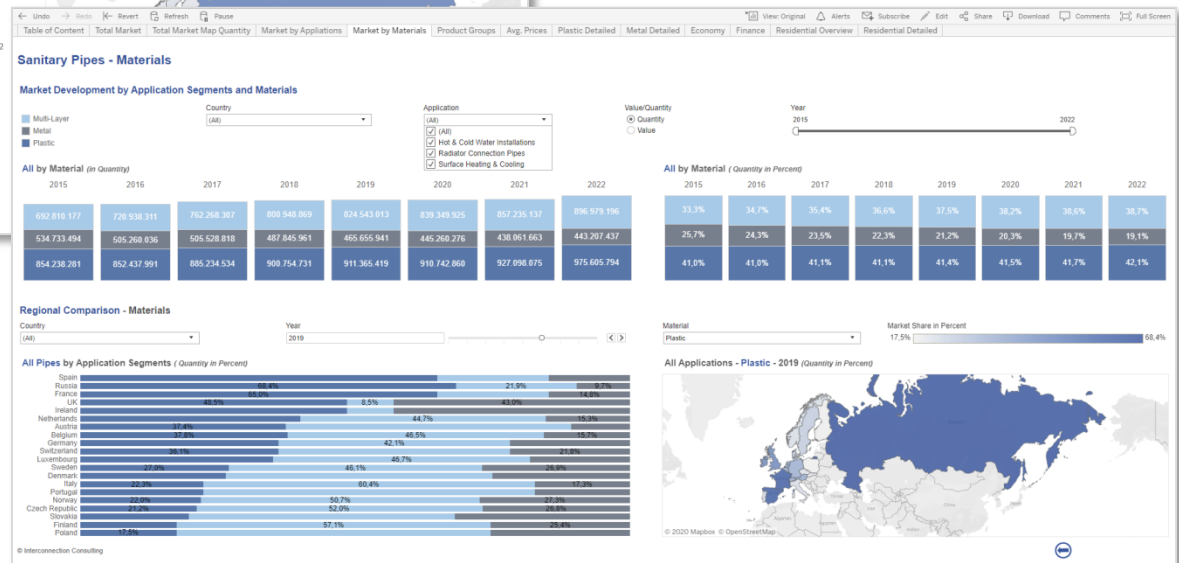 ← Undo → Redo Revert Refresh Pause View: Original Alerts Subscribe Edit Share Download Comments Full Screen
Table of Content Total Market Total Market Map Quantity Market by Appliations Market by Materials Product Groups Avg. Prices Plastic Detailed Metal Detailed Economy Finance Residential Overview Residential Detailed
2
Sanitary Pipes - Materials
Market Development by Application Segments and Materials
Country Application Value/Quantity Year
Multi-Layer (All) (All) Quantity 2015 2022
Metal (All) Value
Plastic Hot & Cold Water Installations
Radiator Connection Pipes
Surface Heating & Cooling
All by Material (in Quantity) All by Material ( Quantity in Percent)
2015 2016 2017 2018 2019 2020 2021 2022 2015 2016 2017 2018 2019 2020 2021 2022
692.810.177 720.938.311 762.268.307 800.948.869 824.543.013 839.349.925 857.235.137 896.979.196 33,3% 34,7% 35,4% 36,6% 37,5% 38,2% 38,6% 38,7%
534.733.494 505.260.036 505.528.818 487.845.961 465.655.941 445.260.276 438.061.663 443.207.437 25,7% 24,3% 23,5% 22,3% 21,2% 20,3% 19,7% 19,1%
854.238.281 852.437.991 885.234.534 900.754.731 911.365.419 910.742.860 927.098.075 975.605.794 41,0% 41,0% 41,1% 41,1% 41,4% 41,5% 41,7% 42,1%
Regional Comparison - Materials
Country Year Material Market Share in Percent
(All) 2019 Plastic 17,5% 68,4%
All Pipes by Application Segments ( Quantity in Percent) All Applications - Plastic - 2019 (Quantity in Percent)
Spain
Russia 68,4% 21,9% 9,7%
France 65,0% 14,8%
UK 48,5% 8,5% 43,0%
Ireland
Netherlands 44,7% 15,3%
Austria 37,4%
Belgium 37,8% 46,5% 15,7%
Germany 42,1%
Switzerland 36,1% 21,8%
Luxembourg 46,7%
Sweden 27,0% 46,1% 26,9%
Denmark
Italy 22,3% 60,4% 17,3%
Portugal
Norway 22,0% 50,7% 27,3%
Czech Republic 21,2% 52,0% 26,8%
Slovakia
Finland 57,1% 25,4%
Poland 17,5%
© 2020 Mapbox © OpenStreetMap
© Interconnection Consulting